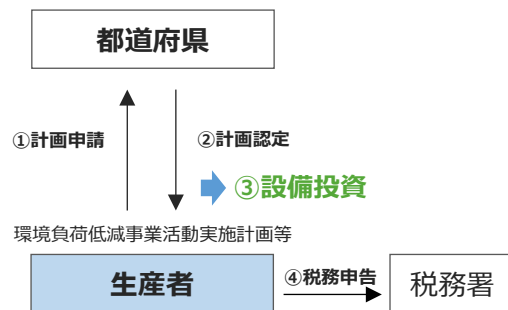 都道府県
①計画申請
②計画認定
③設備投資
環境負荷低減事業活動実施計画等
生産者
④税務申告
税務署